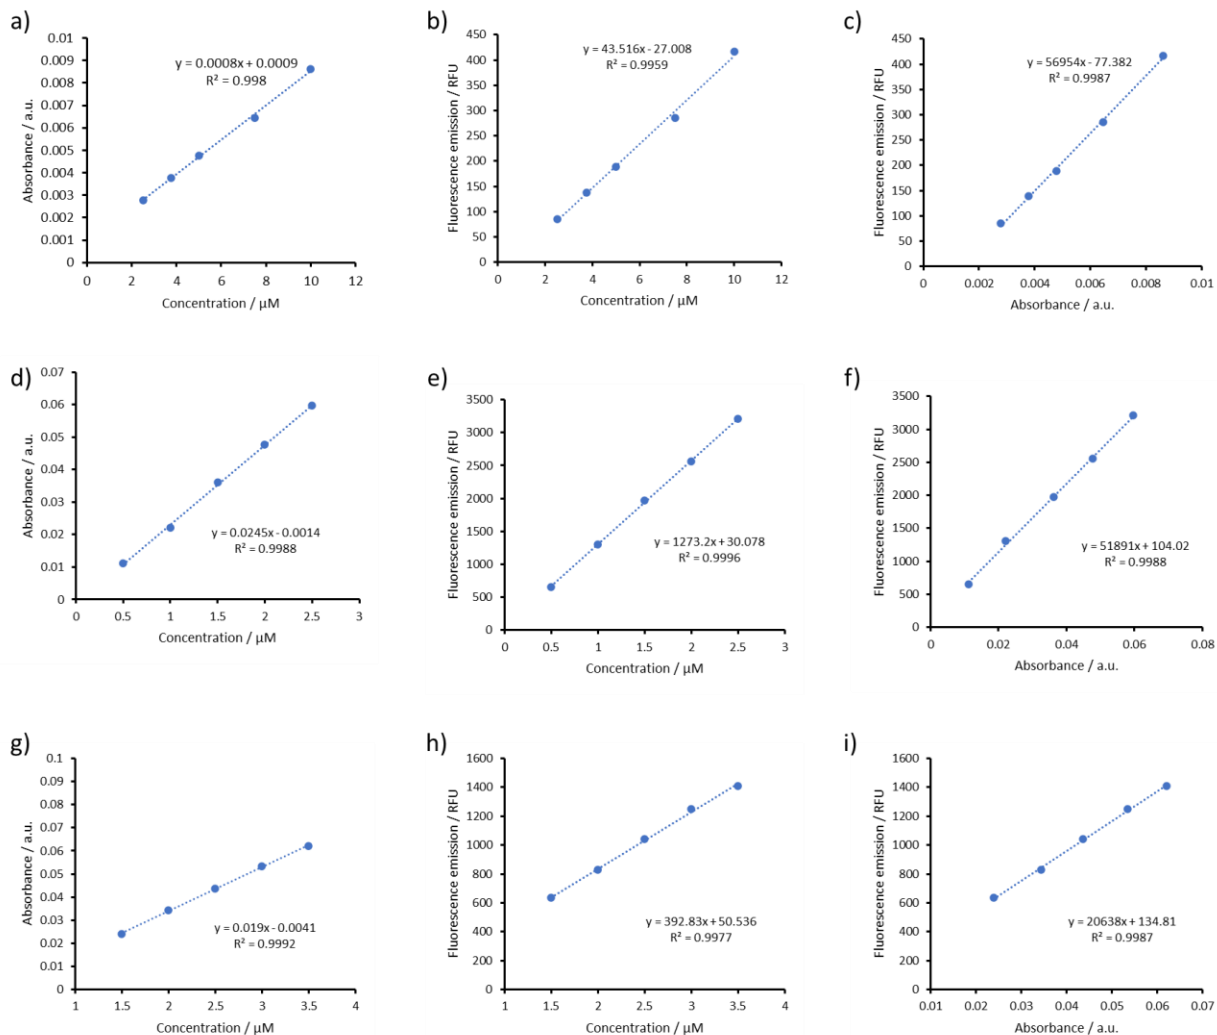 a)
0.01
0.009
0.008
0.007
0.006
0.005
0.004
0.003
0.002
0.001
0
Absorbance / a.u.
y = 0.0008x + 0.0009
R² = 0.998
0 2 4 6 8 10 12
Concentration / μM
b)
450
400
350
300
250
200
150
100
50
0
Fluorescence emission / RFU
y = 43.516x - 27.008
R² = 0.9959
0 2 4 6 8 10 12
Concentration / μM
c)
450
400
350
300
250
200
150
100
50
0
Fluorescence emission / RFU
y = 56954x - 77.382
R² = 0.9987
0 0.002 0.004 0.006 0.008 0.01
Absorbance / a.u.
d)
0.07
0.06
0.05
0.04
0.03
0.02
0.01
0
Absorbance / a.u.
y = 0.0245x - 0.0014
R² = 0.9988
0 0.5 1 1.5 2 2.5 3
Concentration / μM
e)
3500
3000
2500
2000
1500
1000
500
0
Fluorescence emission / RFU
y = 1273.2x + 30.078
R² = 0.9996
0 0.5 1 1.5 2 2.5 3
Concentration / μM
f)
3500
3000
2500
2000
1500
1000
500
0
Fluorescence emission / RFU
y = 51891x + 104.02
R² = 0.9988
0 0.02 0.04 0.06 0.08
Absorbance / a.u.
g)
0.1
0.09
0.08
0.07
0.06
0.05
0.04
0.03
0.02
0.01
0
Absorbance / a.u.
y = 0.019x - 0.0041
R² = 0.9992
1 1.5 2 2.5 3 3.5 4
Concentration / μM
h)
1600
1400
1200
1000
800
600
400
200
0
Fluorescence emission / RFU
y = 392.83x + 50.536
R² = 0.9977
1 1.5 2 2.5 3 3.5 4
Concentration / μM
i)
1600
1400
1200
1000
800
600
400
200
0
Fluorescence emission / RFU
y = 20638x + 134.81
R² = 0.9987
0.01 0.02 0.03 0.04 0.05 0.06 0.07
Absorbance / a.u.